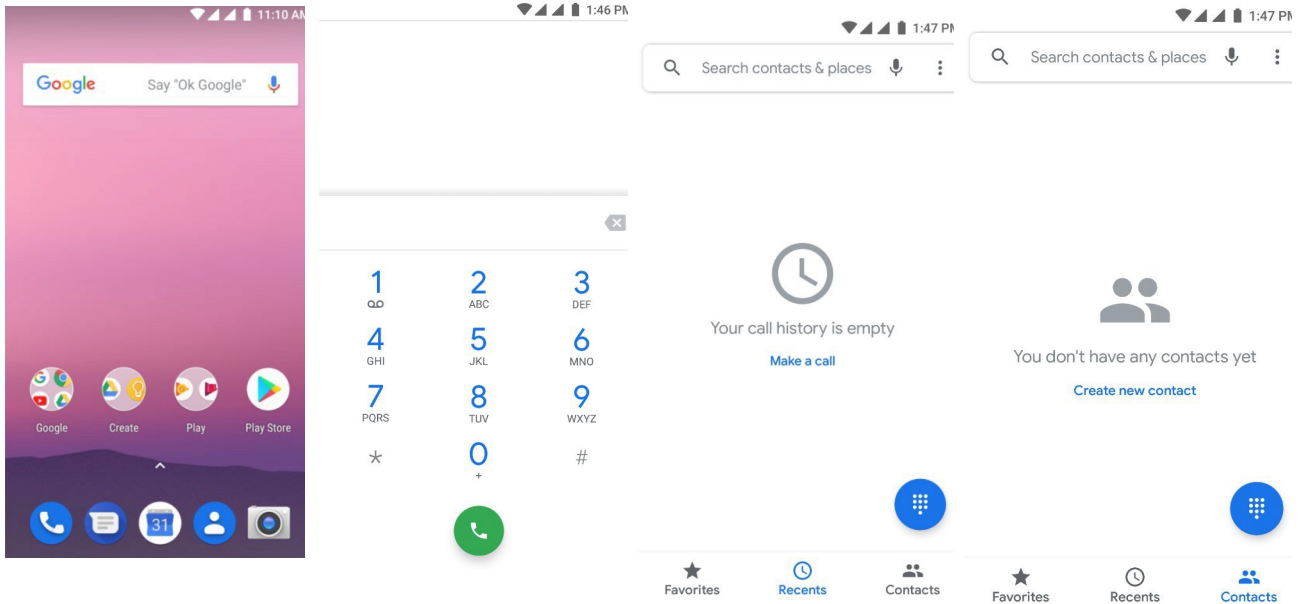 11:10 AM
Google Say "Ok Google"
Google Create Play Play Store
31
1:46 PM
1 2 3
ABC DEF
4 5 6
GHI JKL MNO
7 8 9
PQRS TUV WXYZ
* 0 #
+
1:47 PM
Search contacts & places
Your call history is empty
Make a call
Favorites Recents Contacts
1:47 PM
Search contacts & places
You don't have any contacts yet
Create new contact
Favorites Recents Contacts